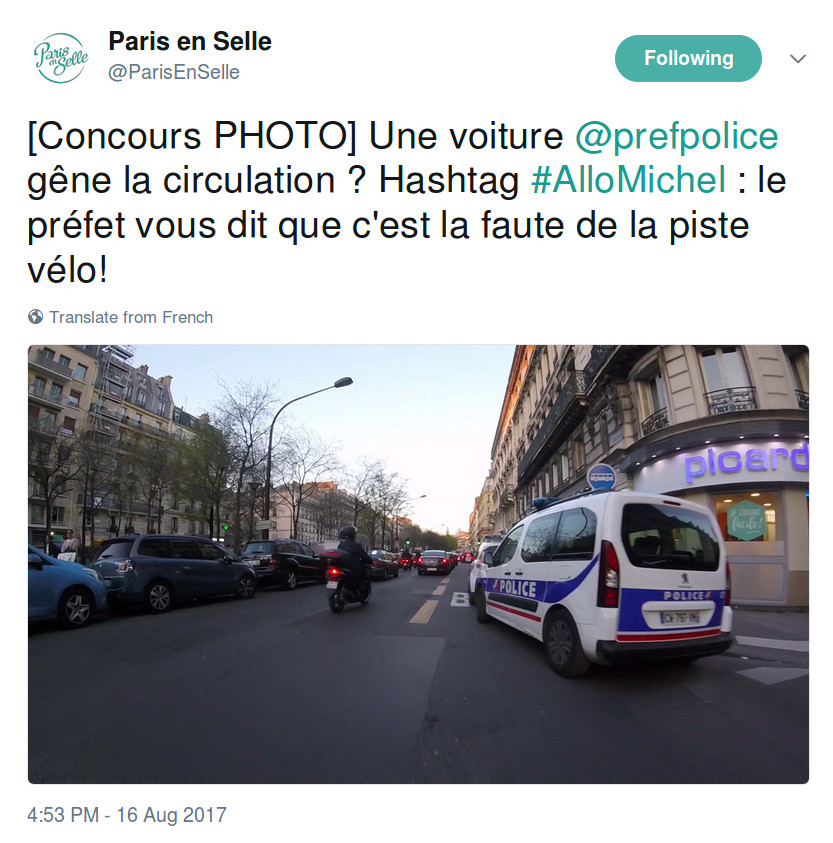 Paris en Selle
Paris en Selle
@ParisEnSelle
Following
[Concours PHOTO] Une voiture @prefpolice
gêne la circulation ? Hashtag #AlloMichel : le
préfet vous dit que c'est la faute de la piste
vélo!
Translate from French
picard
facile!
POLICE
POLICE
B
4:53 PM - 16 Aug 2017